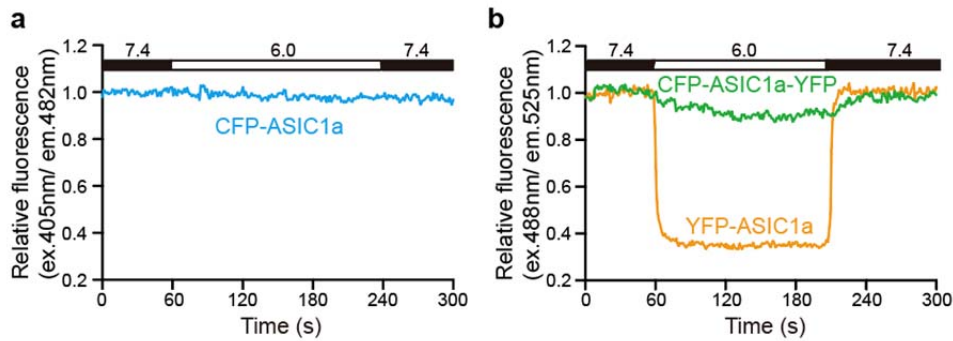 a
7.4 6.0 7.4
1.2
1.0
0.8
0.6
0.4
0.2
CFP-ASIC1a
Relative fluorescence
(ex.405nm/ em.482nm)
0 60 120 180 240 300
Time (s)
b
7.4 6.0 7.4
1.2
1.0
0.8
0.6
0.4
0.2
CFP-ASIC1a-YFP
YFP-ASIC1a
Relative fluorescence
(ex.488nm/ em.525nm)
0 60 120 180 240 300
Time (s)